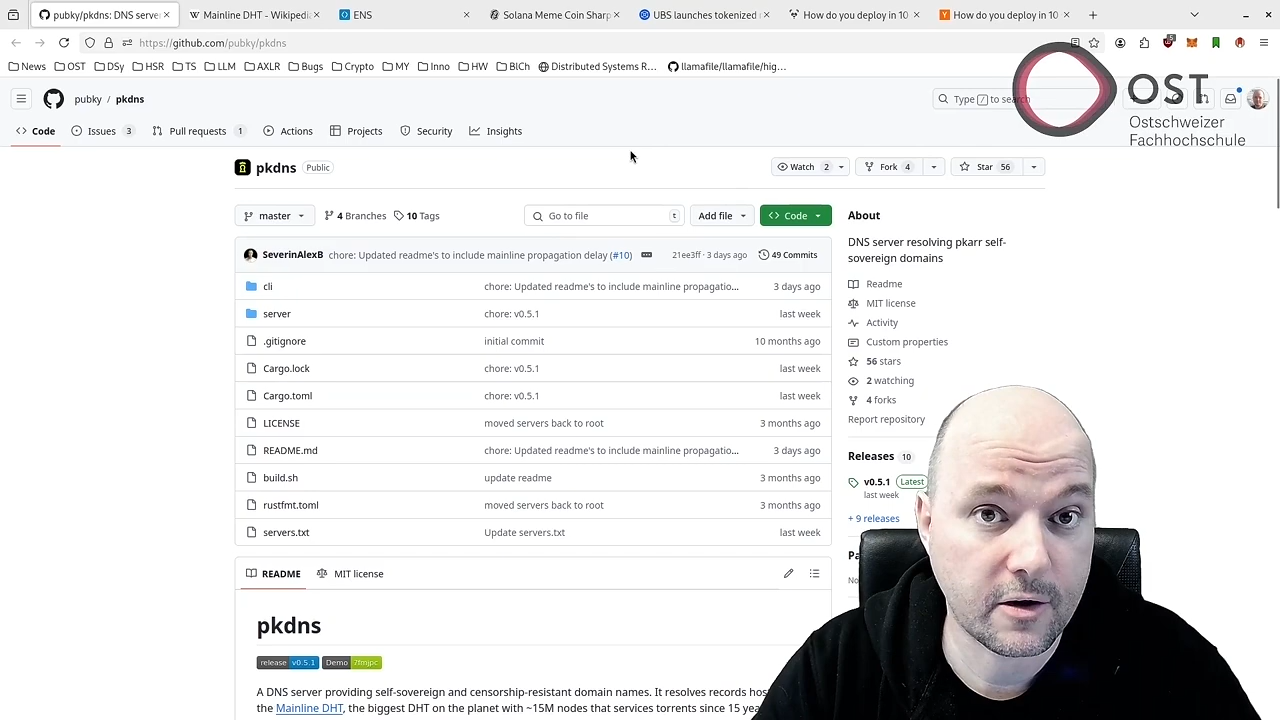 pubky/pkdns: DNS serve
Mainline DHT - Wikiped
ENS
Solana Meme Coin Sharp
UBS launches tokenized
How do you deploy in 10
How do you deploy in 10
https://github.com/pubky/pkdns
News
OST
DSy
HSR
TS
LLM
AXLR
Bugs
Crypto
MY
Inno
HW
BlCh
Distributed Systems R...
llamafile/llamafile/hig...
pubky / pkdns
Type / to search
OST
Ostschweizer
Fachhochschule
Code
Issues 3
Pull requests 1
Actions
Projects
Security
Insights
pkdns Public
Watch 2
Fork 4
Star 56
master
4 Branches
10 Tags
Go to file t
Add file
Code
SeverinAlexB chore: Updated readme's to include mainline propagation delay (#10) 21ee3ff · 3 days ago 49 Commits
cli chore: Updated readme's to include mainline propagatio... 3 days ago
server chore: v0.5.1 last week
.gitignore initial commit 10 months ago
Cargo.lock chore: v0.5.1 last week
Cargo.toml chore: v0.5.1 last week
LICENSE moved servers back to root 3 months ago
README.md chore: Updated readme's to include mainline propagatio... 3 days ago
build.sh update readme 3 months ago
rustfmt.toml moved servers back to root 3 months ago
servers.txt Update servers.txt last week
README
MIT license
pkdns
release v0.5.1 Demo 7fmjpc
A DNS server providing self-sovereign and censorship-resistant domain names. It resolves records hos
the Mainline DHT, the biggest DHT on the planet with ~15M nodes that services torrents since 15 yea
About
DNS server resolving pkarr self-
sovereign domains
Readme
MIT license
Activity
Custom properties
56 stars
2 watching
4 forks
Report repository
Releases 10
v0.5.1 Latest
last week
+ 9 releases
Pa
No